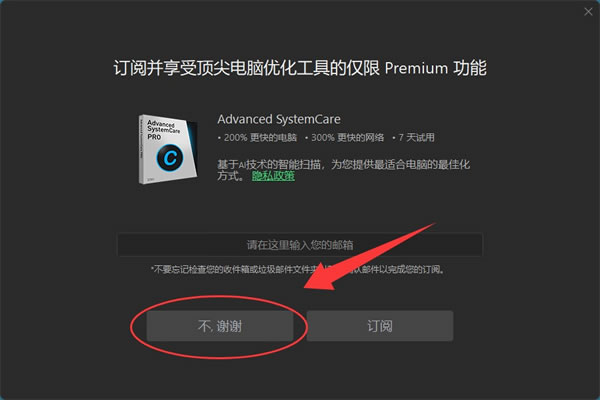 订阅并享受顶尖电脑优化工具的仅限 Premium 功能
Advanced
SystemCare
PRO
Advanced SystemCare
• 200% 更快的电脑 • 300% 更快的网络 • 7 天试用
基于AI技术的智能扫描，为您提供最适合电脑的最佳化
方式。 隐私政策
请在这里输入您的邮箱
*不要忘记检查您的收件箱或垃圾邮件文件夹 认邮件以完成您的订阅。
不, 谢谢
订阅